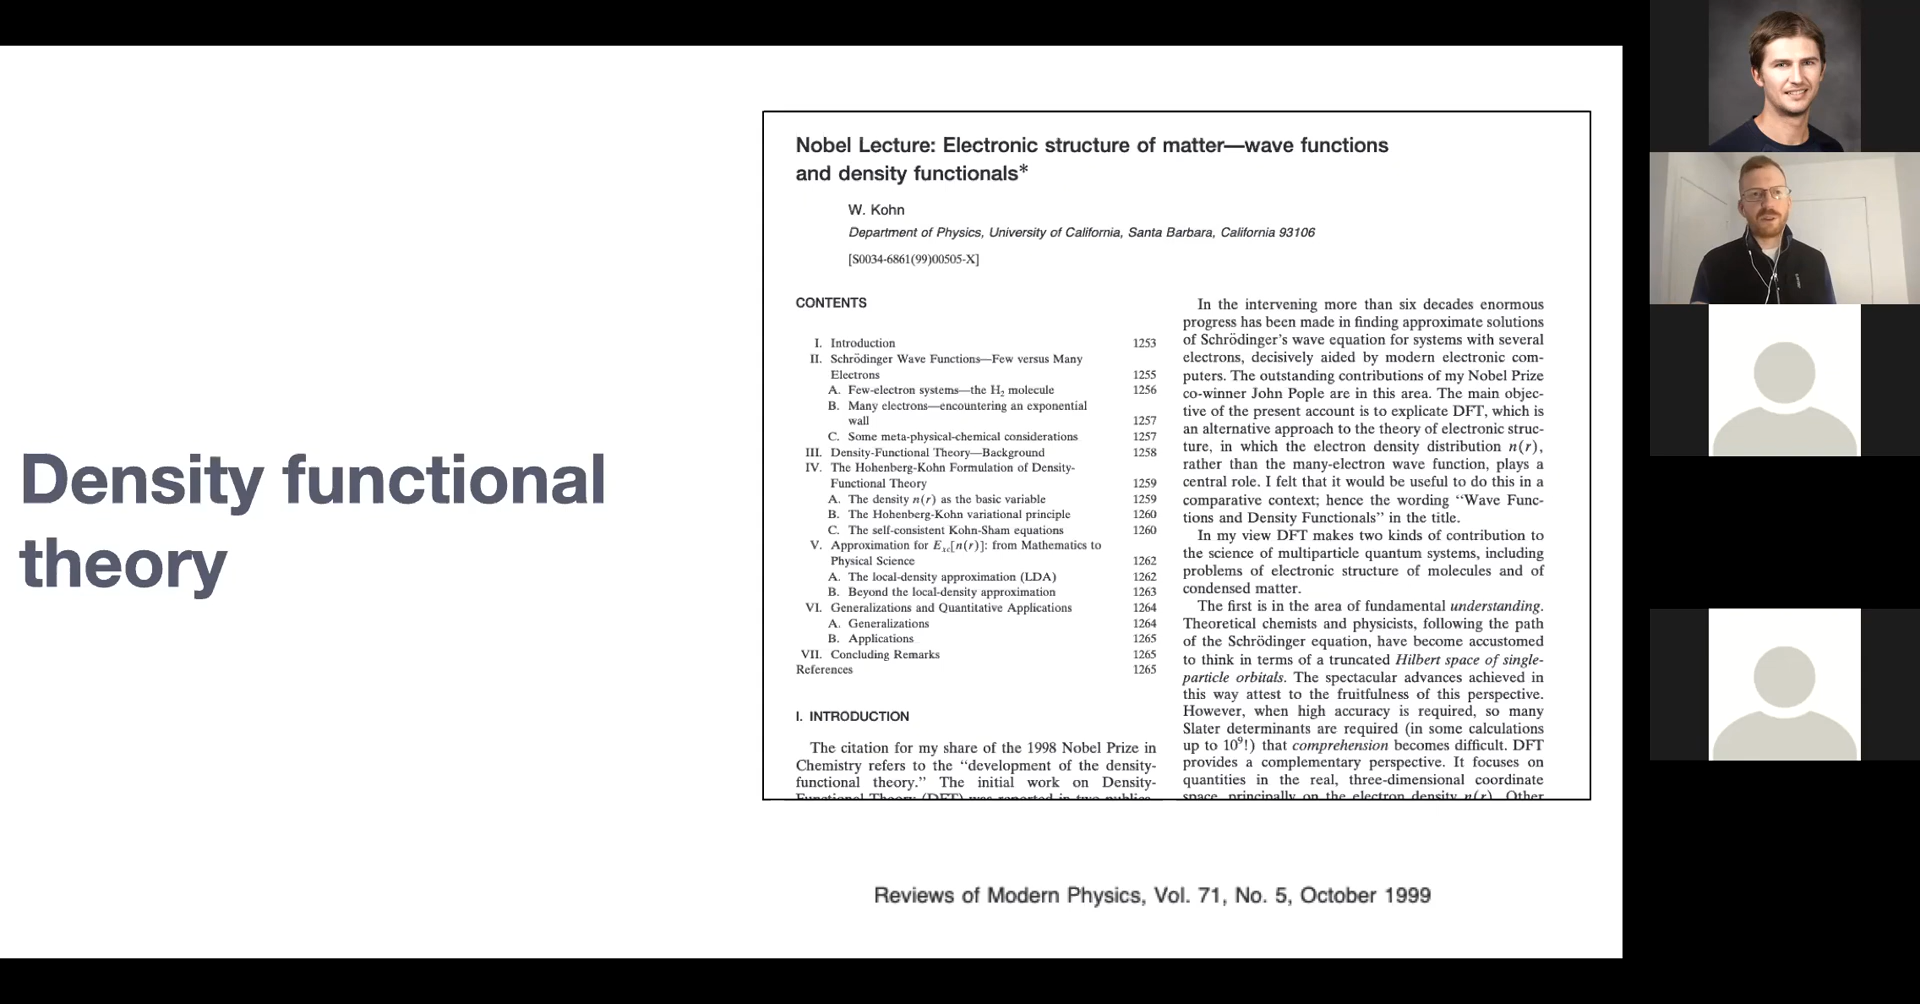 Density functional
theory
Nobel Lecture: Electronic structure of matter—wave functions
and density functionals*
W. Kohn
Department of Physics, University of California, Santa Barbara, California 93106
[S0034-6861(99)00505-X]
CONTENTS
I. Introduction 1253
II. Schrödinger Wave Functions—Few versus Many
Electrons 1255
A. Few-electron systems—the H₂ molecule 1256
B. Many electrons—encountering an exponential
wall 1257
C. Some meta-physical-chemical considerations 1257
III. Density-Functional Theory—Background 1258
IV. The Hohenberg-Kohn Formulation of Density-
Functional Theory 1259
A. The density n(r) as the basic variable 1259
B. The Hohenberg-Kohn variational principle 1260
C. The self-consistent Kohn-Sham equations 1260
V. Approximation for Exc[n(r)]: from Mathematics to
Physical Science 1262
A. The local-density approximation (LDA) 1262
B. Beyond the local-density approximation 1263
VI. Generalizations and Quantitative Applications 1264
A. Generalizations 1264
B. Applications 1265
VII. Concluding Remarks 1265
References 1265
I. INTRODUCTION
The citation for my share of the 1998 Nobel Prize in
Chemistry refers to the “development of the density-
functional theory.” The initial work on Density-
Functional Theory (DFT) was reported in two publica-
In the intervening more than six decades enormous
progress has been made in finding approximate solutions
of Schrödinger’s wave equation for systems with several
electrons, decisively aided by modern electronic com-
puters. The outstanding contributions of my Nobel Prize
co-winner John Pople are in this area. The main objec-
tive of the present account is to explicate DFT, which is
an alternative approach to the theory of electronic struc-
ture, in which the electron density distribution n(r),
rather than the many-electron wave function, plays a
central role. I felt that it would be useful to do this in a
comparative context; hence the wording “Wave Func-
tions and Density Functionals” in the title.
In my view DFT makes two kinds of contribution to
the science of multiparticle quantum systems, including
problems of electronic structure of molecules and of
condensed matter.
The first is in the area of fundamental understanding.
Theoretical chemists and physicists, following the path
of the Schrödinger equation, have become accustomed
to think in terms of a truncated Hilbert space of single-
particle orbitals. The spectacular advances achieved in
this way attest to the fruitfulness of this perspective.
However, when high accuracy is required, so many
Slater determinants are required (in some calculations
up to 10⁹!) that comprehension becomes difficult. DFT
provides a complementary perspective. It focuses on
quantities in the real, three-dimensional coordinate
space, principally on the electron density n(r). Other
Reviews of Modern Physics, Vol. 71, No. 5, October 1999